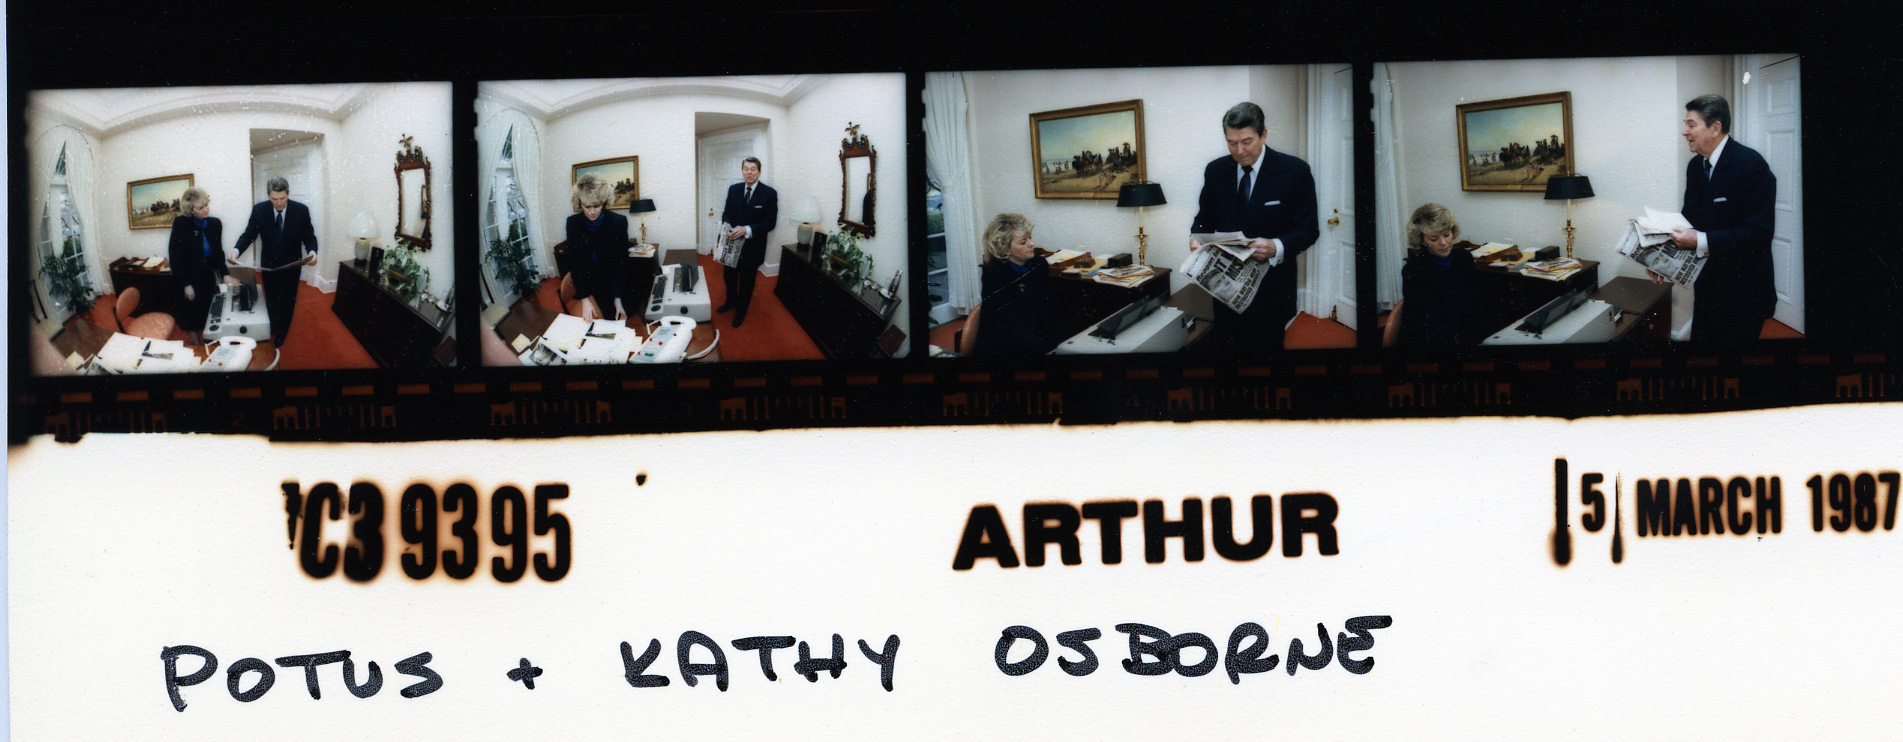 C39395 ARTHUR 5 MARCH 1987
POTUS + KATHY OSBORNE